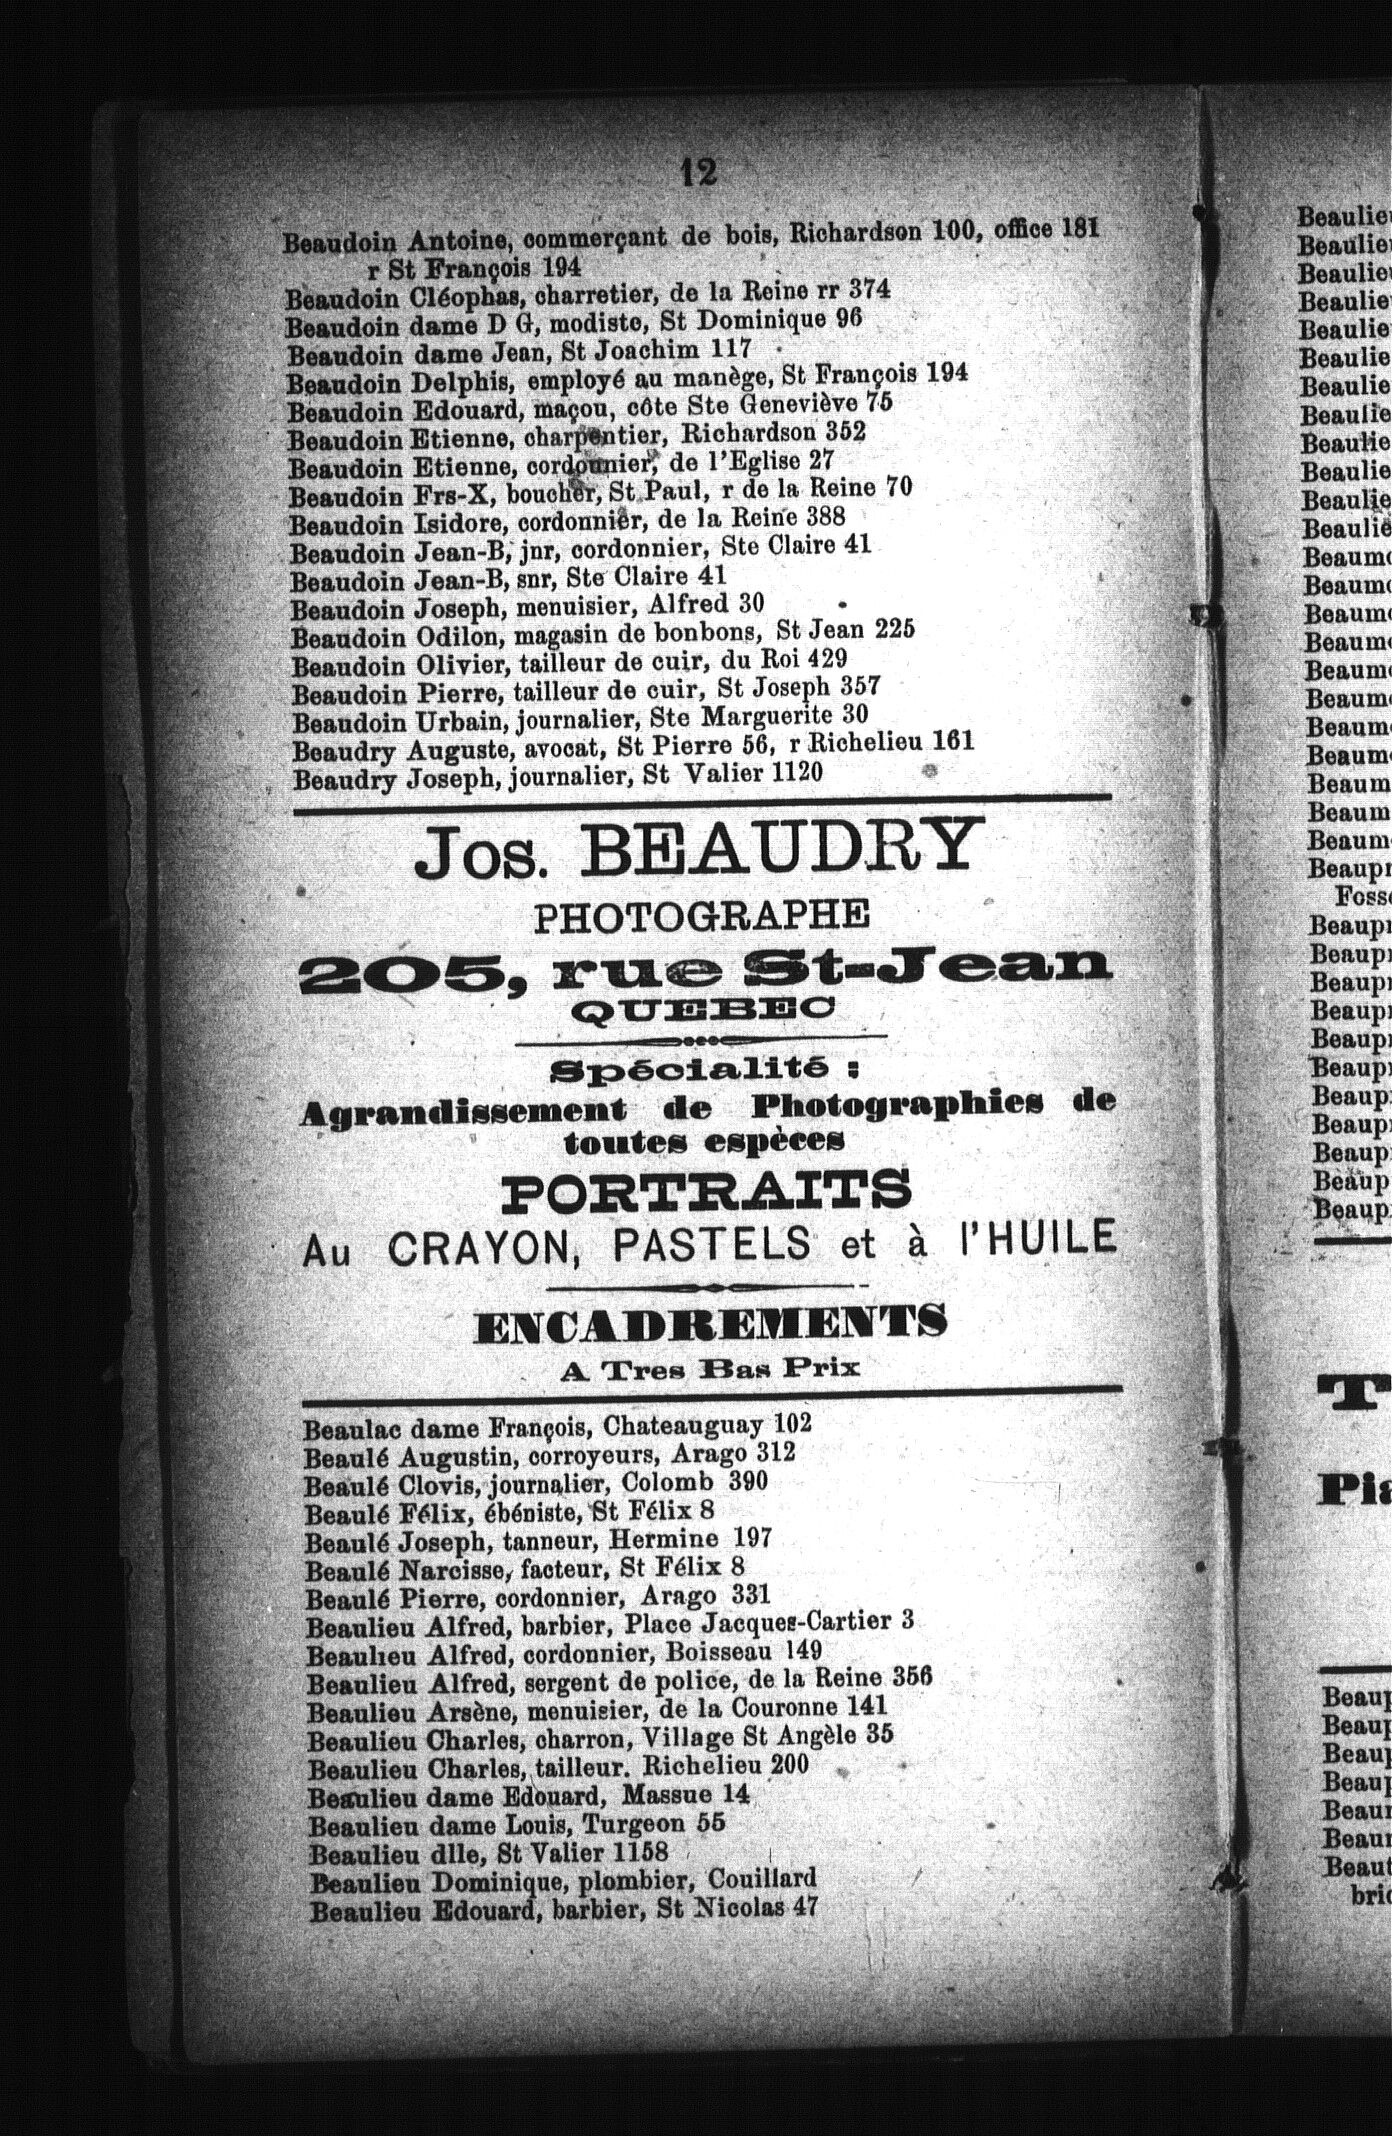 12
Beaudoin Antoine, commerçant de bois, Richardson 100, office 181
r St François 194
Beaudoin Cléophas, charretier, de la Reine rr 374
Beaudoin dame D G, modiste, St Dominique 96
Beaudoin dame Jean, St Joachim 117
Beaudoin Delphis, employé au manège, St François 194
Beaudoin Edouard, maçou, côte Ste Geneviève 75
Beaudoin Etienne, charpentier, Richardson 352
Beaudoin Etienne, cordonnier, de l'Eglise 27
Beaudoin Frs-X, boucher, St Paul, r de la Reine 70
Beaudoin Isidore, cordonnier, de la Reine 388
Beaudoin Jean-B, jnr, cordonnier, Ste Claire 41
Beaudoin Jean-B, snr, Ste Claire 41
Beaudoin Joseph, menuisier, Alfred 30
Beaudoin Odilon, magasin de bonbons, St Jean 225
Beaudoin Olivier, tailleur de cuir, du Roi 429
Beaudoin Pierre, tailleur de cuir, St Joseph 357
Beaudoin Urbain, journalier, Ste Marguerite 30
Beaudry Auguste, avocat, St Pierre 56, r Richelieu 161
Beaudry Joseph, journalier, St Valier 1120
Jos. BEAUDRY
PHOTOGRAPHE
205, rue St-Jean
QUEBEC
Spécialité :
Agrandissement de Photographies de
toutes espèces
PORTRAITS
Au CRAYON, PASTELS et à l'HUILE
ENCADREMENTS
A Tres Bas Prix
Beaulac dame François, Chateauguay 102
Beaulé Augustin, corroyeurs, Arago 312
Beaulé Clovis, journalier, Colomb 390
Beaulé Félix, ébéniste, St Félix 8
Beaulé Joseph, tanneur, Hermine 197
Beaulé Narcisse, facteur, St Félix 8
Beaulé Pierre, cordonnier, Arago 331
Beaulieu Alfred, barbier, Place Jacques-Cartier 3
Beaulieu Alfred, cordonnier, Boisseau 149
Beaulieu Alfred, sergent de police, de la Reine 356
Beaulieu Arsène, menuisier, de la Couronne 141
Beaulieu Charles, charron, Village St Angèle 35
Beaulieu Charles, tailleur. Richelieu 200
Beaulieu dame Edouard, Massue 14
Beaulieu dame Louis, Turgeon 55
Beaulieu dlle, St Valier 1158
Beaulieu Dominique, plombier, Couillard
Beaulieu Edouard, barbier, St Nicolas 47